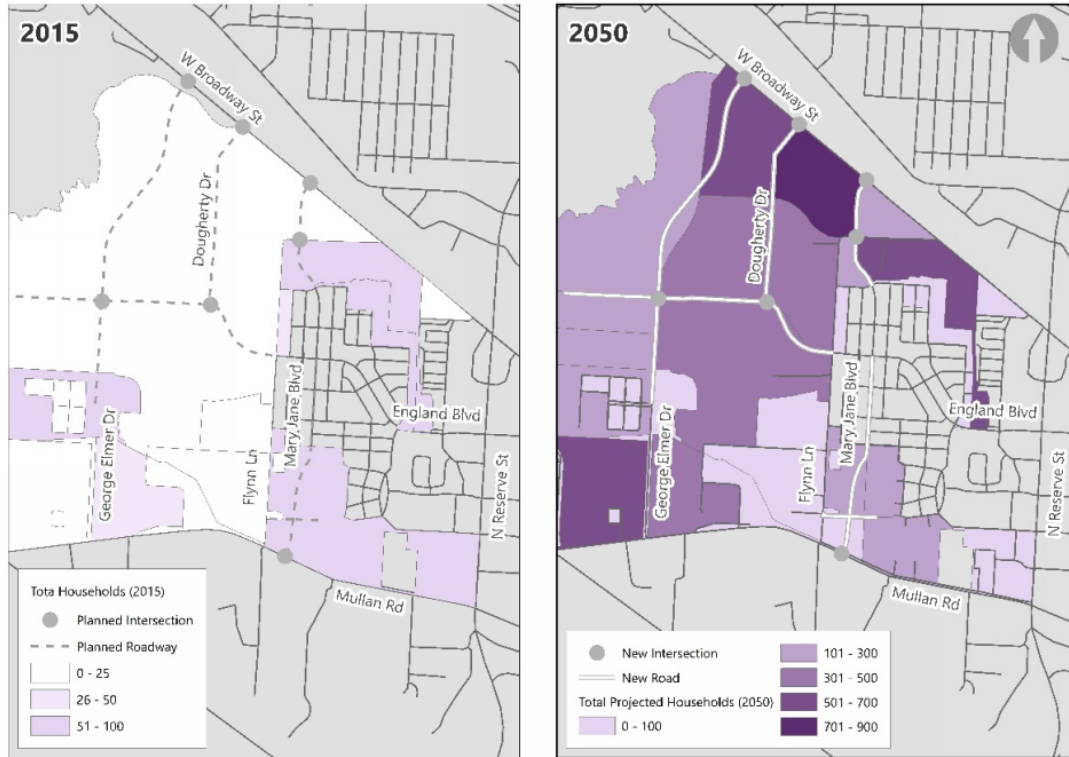 2015
W Broadway St
Dougherty Dr
Mary Jane Blvd
England Blvd
George Elmer Dr
Flynn Ln
N Reserve St
Mullan Rd
Tota Households (2015)
Planned Intersection
Planned Roadway
0 - 25
26 - 50
51 - 100
2050
W Broadway St
Dougherty Dr
Mary Jane Blvd
England Blvd
George Elmer Dr
Flynn Ln
N Reserve St
Mullan Rd
New Intersection
New Road
Total Projected Households (2050)
0 - 100
101 - 300
301 - 500
501 - 700
701 - 900